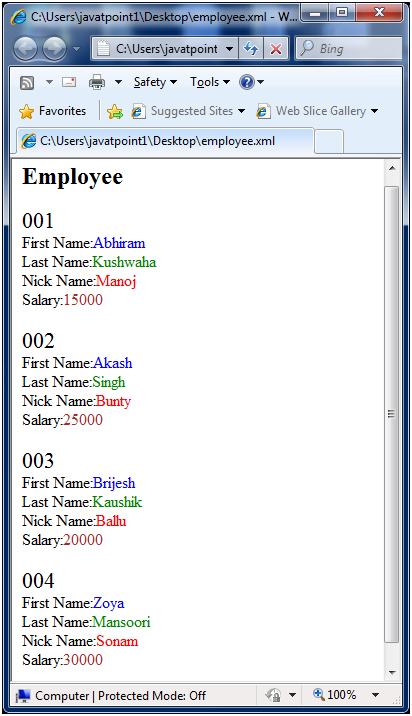 C:\Users\javatpoint1\Desktop\employee.xml - W...
C:\Users\javatpoint
Bing
Safety
Tools
Favorites
Suggested Sites
Web Slice Gallery
C:\Users\javatpoint1\Desktop\employee.xml
Employee
001
First Name:Abhiram
Last Name:Kushwaha
Nick Name:Manoj
Salary:15000
002
First Name:Akash
Last Name:Singh
Nick Name:Bunty
Salary:25000
003
First Name:Brijesh
Last Name:Kaushik
Nick Name:Ballu
Salary:20000
004
First Name:Zoya
Last Name:Mansoori
Nick Name:Sonam
Salary:30000
Computer | Protected Mode: Off
100%